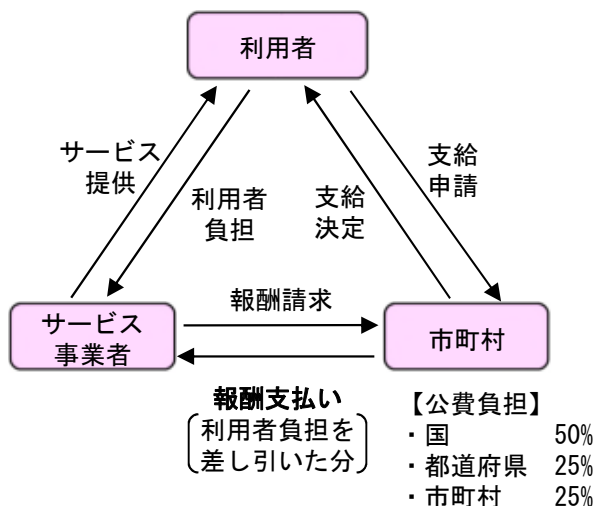 利用者
サービス
提供
利用者
負担
支給
決定
支給
申請
サービス
事業者
報酬請求
市町村
報酬支払い
利用者負担を
差し引いた分
【公費負担】
・国 50%
・都道府県 25%
・市町村 25%